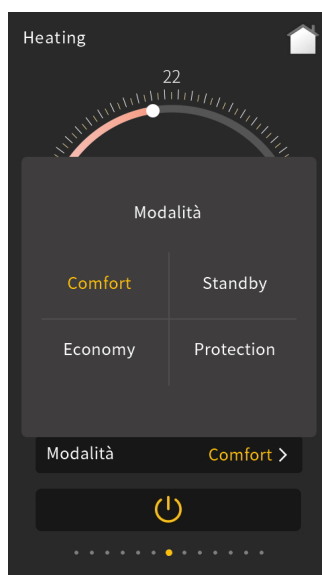 Heating
22
Modalità
Comfort Standby
Economy Protection
Modalità Comfort